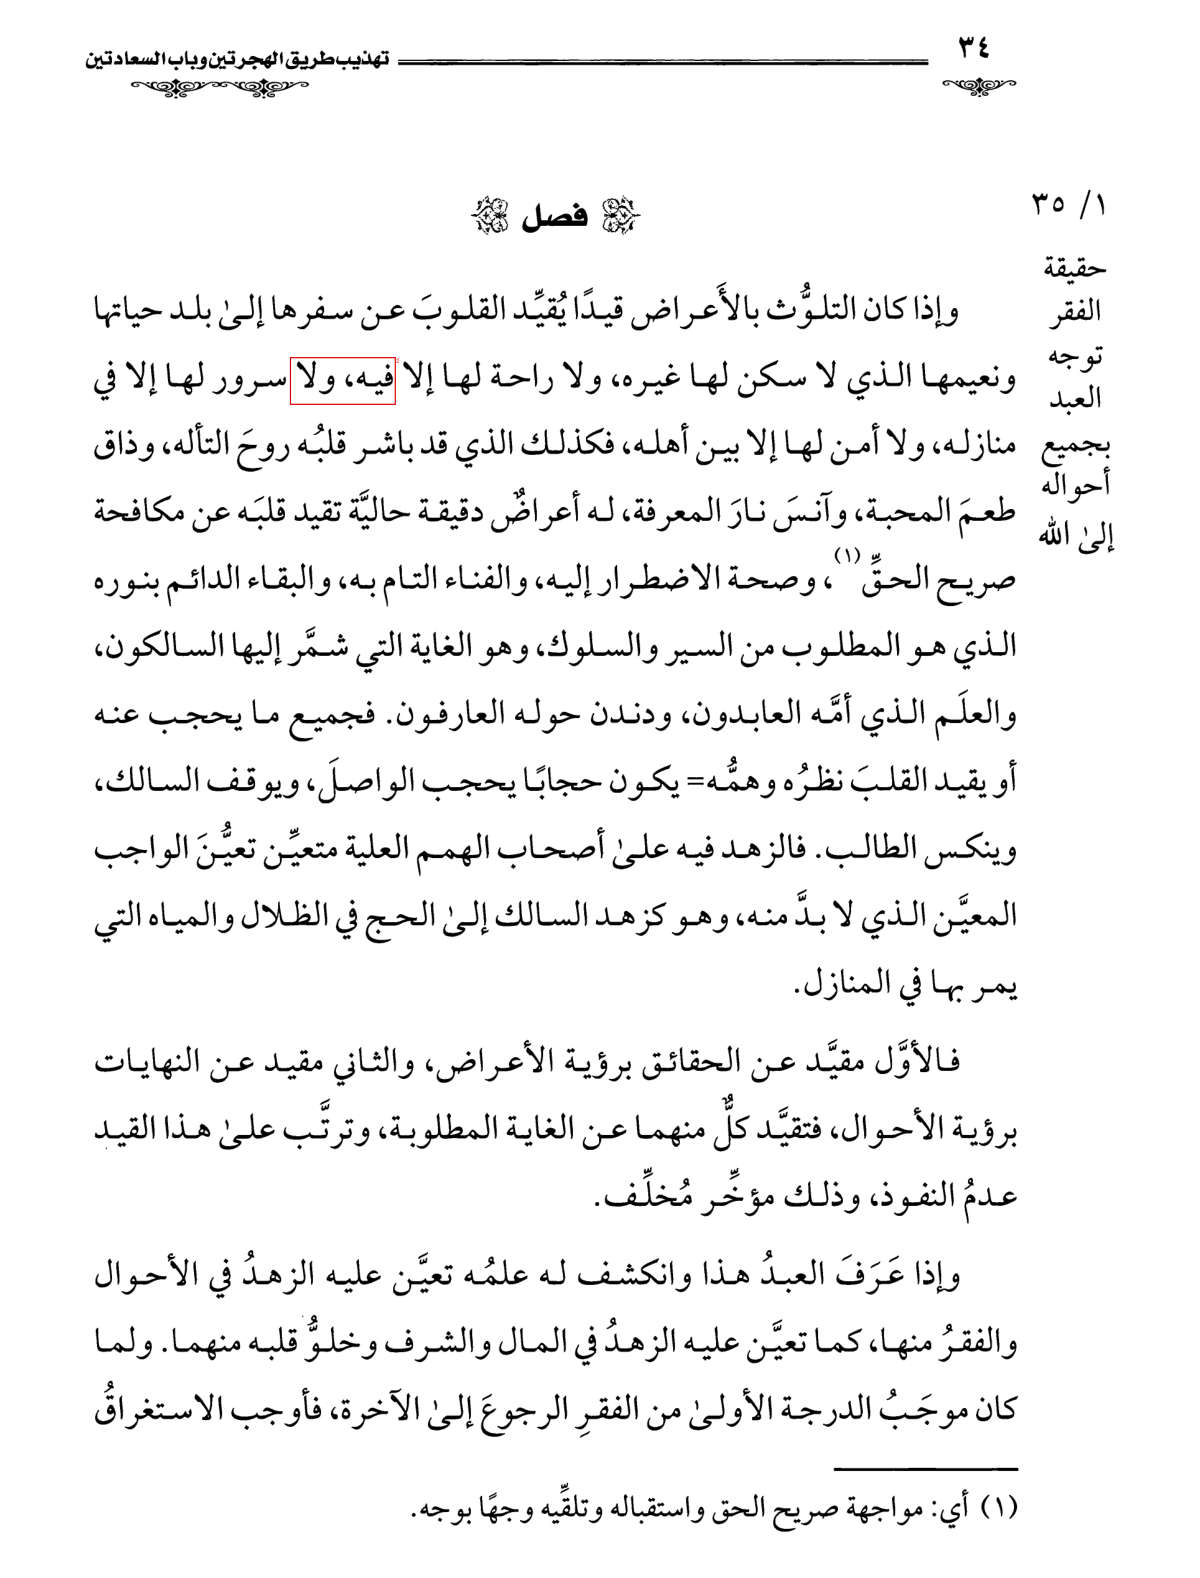 ٣٤
تهذيب طريق الهجرتين وباب السعادتين
١/ ٣٥
فصل
حقيقة
الفقر
توجه
العبد
بجميع
أحواله
إلىٰ الله
وإذا كان التلوُّث بالأَعراض قيدًا يُقيِّد القلوبَ عن سفرها إلىٰ بلد حياتها
ونعيمها الذي لا سكن لها غيره، ولا راحة لها إلا فيه، ولا سرور لها إلا في
منازله، ولا أمن لها إلا بين أهله، فكذلك الذي قد باشر قلبُه روحَ التأله، وذاق
طعمَ المحبة، وآنسَ نارَ المعرفة، له أعراضٌ دقيقة حاليَّة تقيد قلبَه عن مكافحة
صريح الحقِّ(١)، وصحة الاضطرار إليه، والفناء التام به، والبقاء الدائم بنوره
الذي هو المطلوب من السير والسلوك، وهو الغاية التي شمَّر إليها السالكون،
والعلَم الذي أمَّه العابدون، ودندن حوله العارفون. فجميع ما يحجب عنه
أو يقيد القلبَ نظرُه وهمُّه= يكون حجابًا يحجب الواصلَ، ويوقف السالك،
وينكس الطالب. فالزهد فيه علىٰ أصحاب الهمم العلية متعيِّن تعيُّنَ الواجب
المعيَّن الذي لا بدَّ منه، وهو كزهد السالك إلىٰ الحج في الظلال والمياه التي
يمر بها في المنازل.
فالأوَّل مقيَّد عن الحقائق برؤية الأعراض، والثاني مقيد عن النهايات
برؤية الأحوال، فتقيَّد كلٌّ منهما عن الغاية المطلوبة، وترتَّب علىٰ هذا القيد
عدمُ النفوذ، وذلك مؤخِّر مُخلِّف.
وإذا عَرَفَ العبدُ هذا وانكشف له علمُه تعيَّن عليه الزهدُ في الأحوال
والفقرُ منها، كما تعيَّن عليه الزهدُ في المال والشرف وخلوُّ قلبه منهما. ولما
كان موجَبُ الدرجة الأولىٰ من الفقرِ الرجوعَ إلىٰ الآخرة، فأوجب الاستغراقُ
(١) أي: مواجهة صريح الحق واستقباله وتلقِّيه وجهًا بوجه.